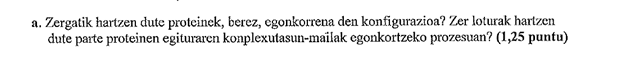 a. Zergatik hartzen dute proteinek, berez, egonkorrena den konfigurazioa? Zer loturak hartzen
dute parte proteinen egituraren konplexutasun-mailak egonkortzeko prozesuan? (1,25 puntu)